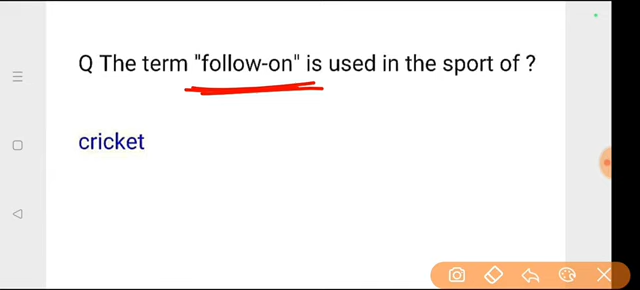 Q The term "follow-on" is used in the sport of ?
cricket